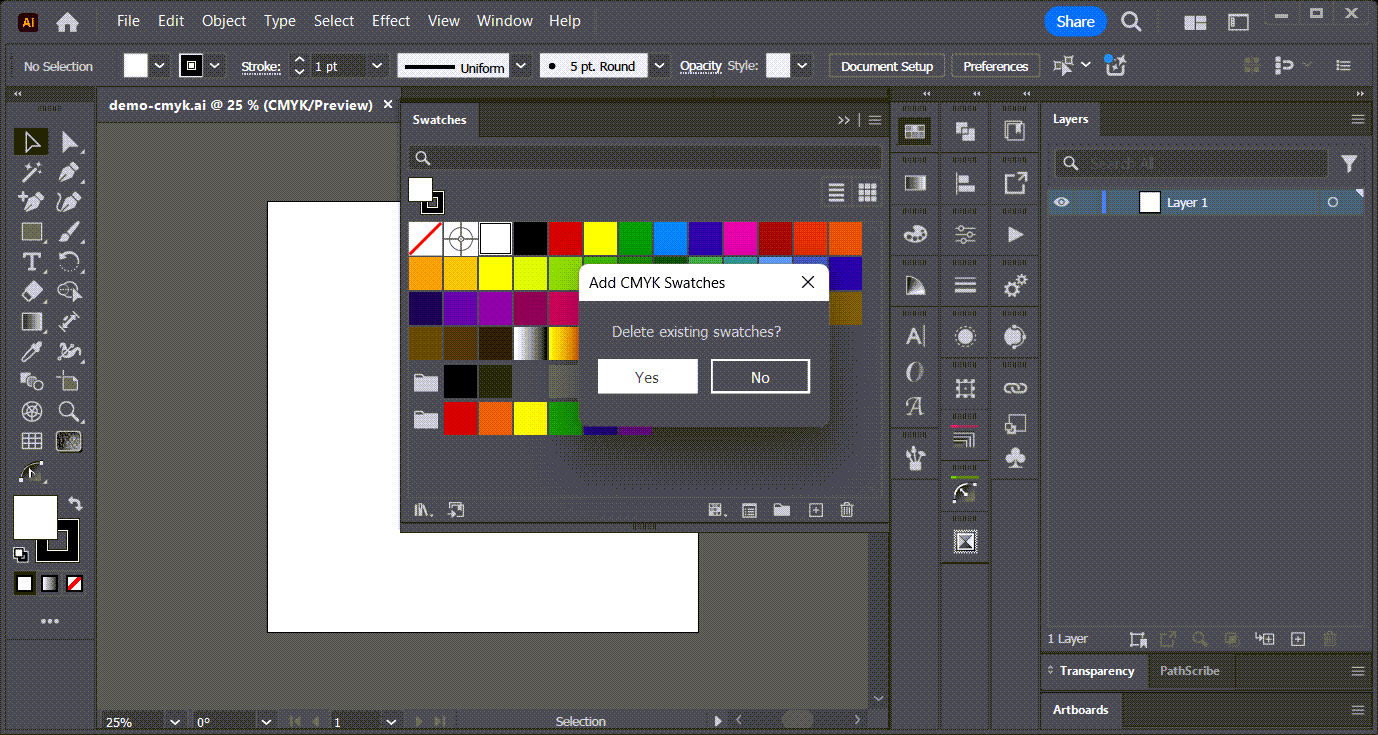 Ai File Edit Object Type Select Effect View Window Help Share
No Selection Stroke: 1 pt Uniform 5 pt. Round Opacity Style: Document Setup Preferences
demo-cmyk.ai @ 25 % (CMYK/Preview)
Swatches
Layers
Search All
Layer 1
Add CMYK Swatches
Delete existing swatches?
Yes No
1 Layer
Transparency PathScribe
Artboards
25% 0° 1 Selection